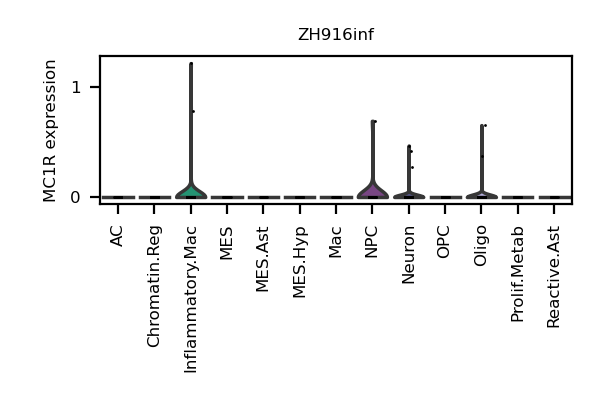 ZH916inf
MC1R expression
1
0
AC
Chromatin.Reg
Inflammatory.Mac
MES
MES.Ast
MES.Hyp
Mac
NPC
Neuron
OPC
Oligo
Prolif.Metab
Reactive.Ast